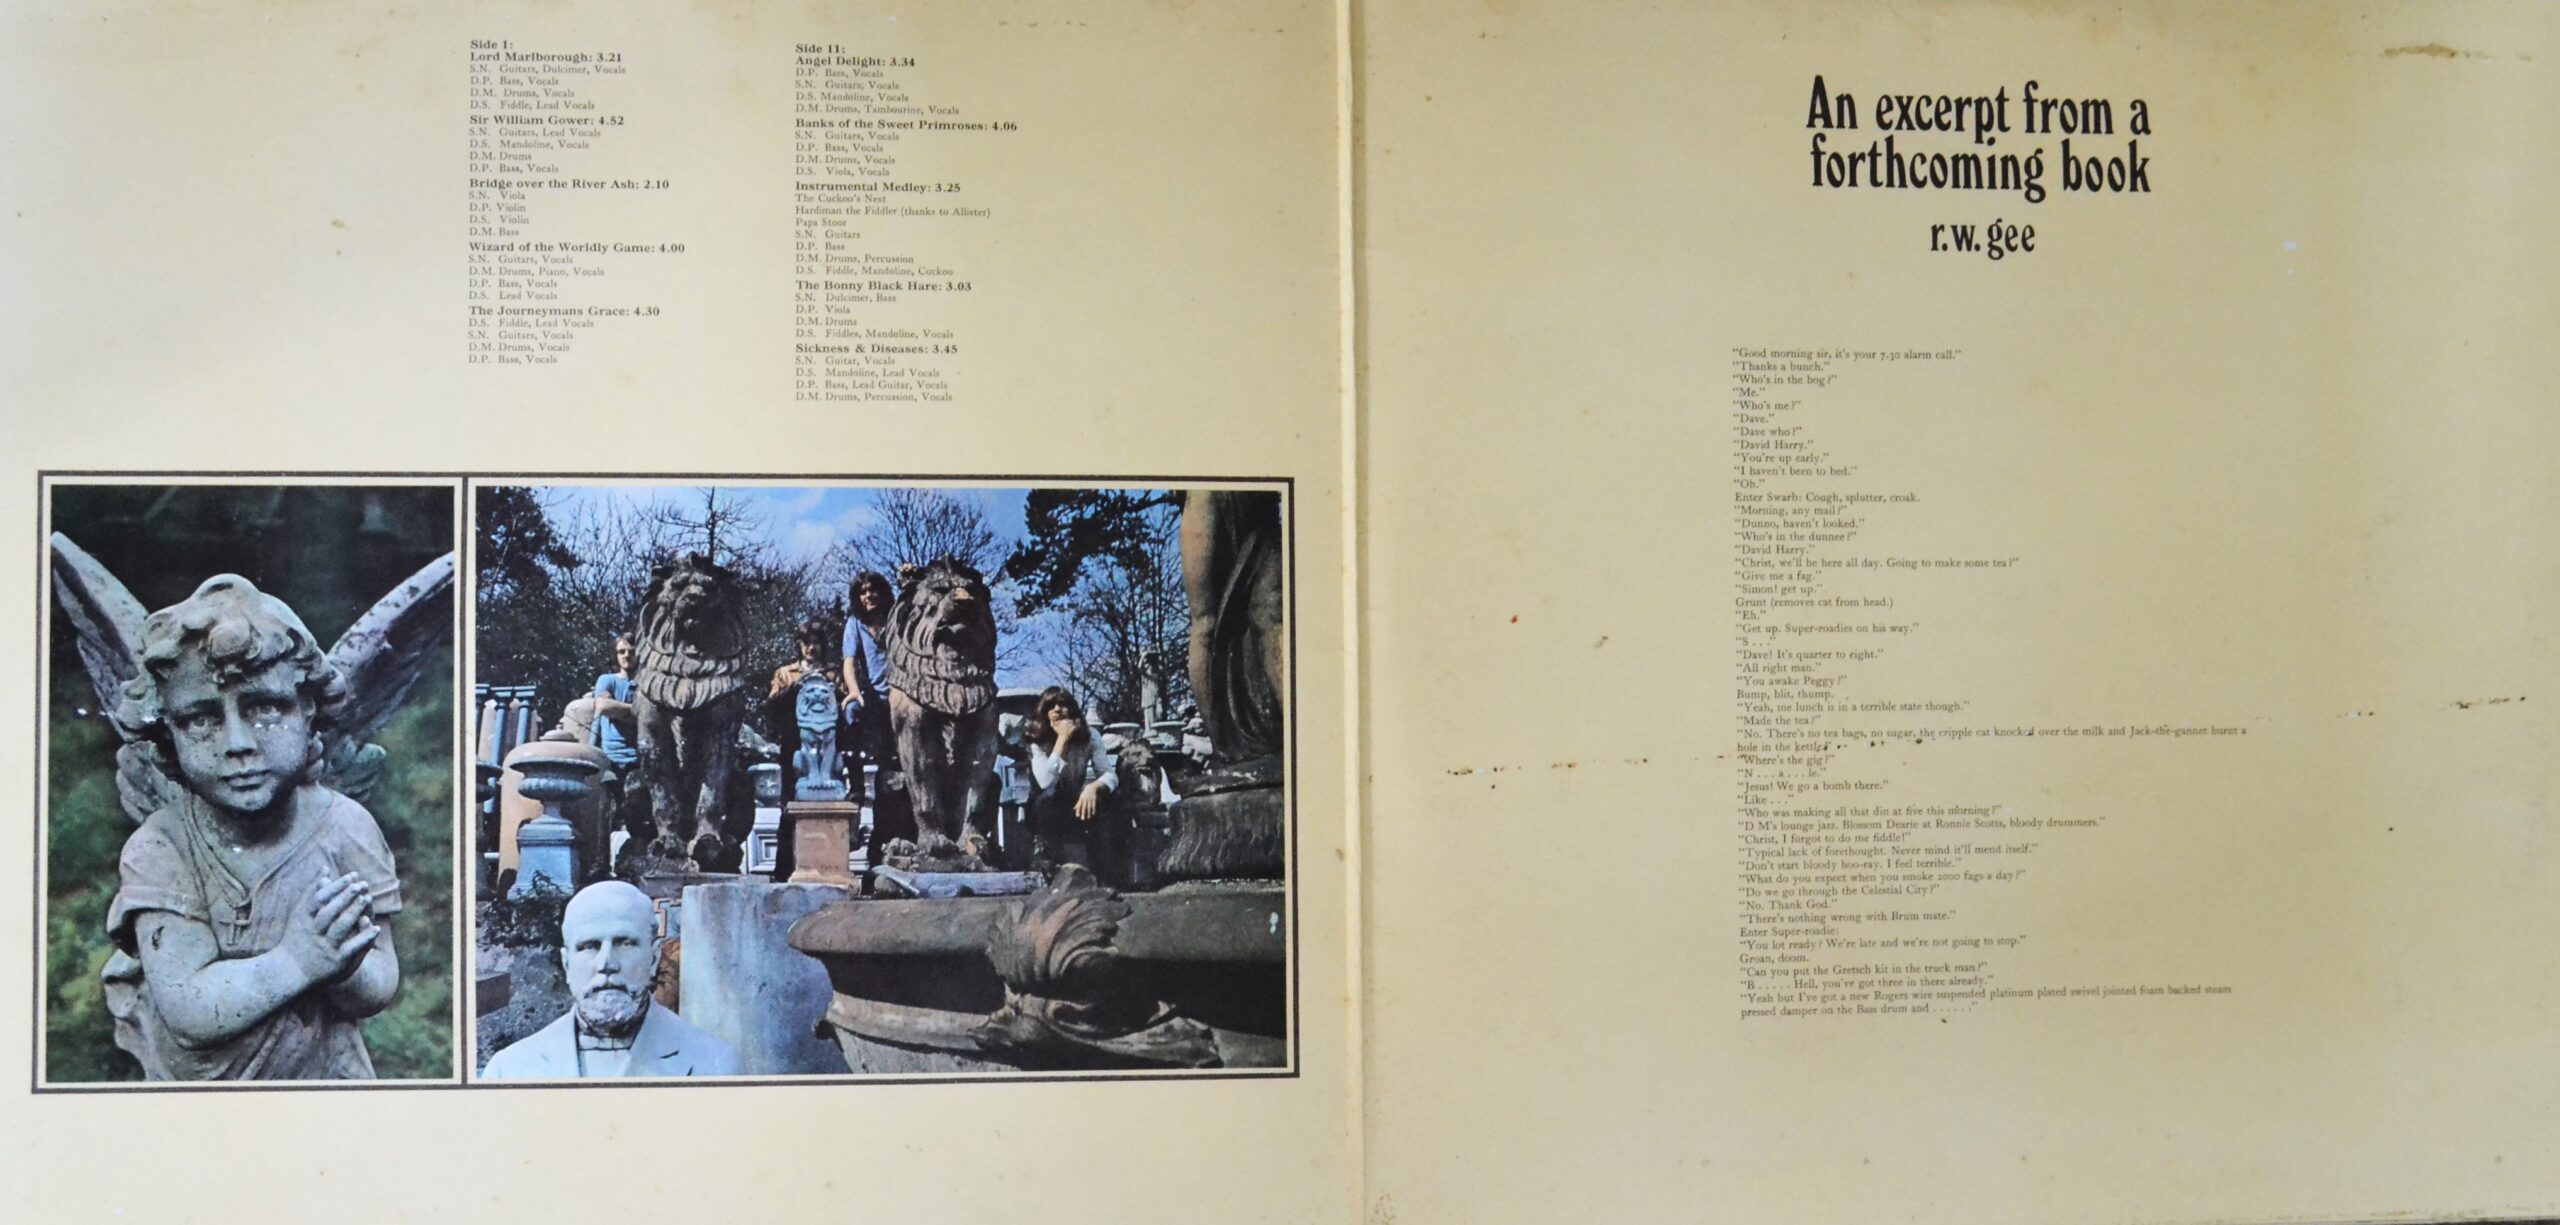 Side 1:
Lord Marlborough: 3.21
S.N. Guitars, Dulcimer, Vocals
D.P. Bass, Vocals
D.M. Drums, Vocals
D.S. Fiddle, Lead Vocals
Sir William Gower: 4.52
S.N. Guitars, Lead Vocals
D.S. Mandoline, Vocals
D.M. Drums
D.P. Bass, Vocals
Bridge over the River Ash: 2.10
S.N. Viola
D.P. Violin
D.S. Violin
D.M. Bass
Wizard of the Worldly Game: 4.00
S.N. Guitars, Vocals
D.M. Drums, Piano, Vocals
D.P. Bass, Vocals
D.S. Lead Vocals
The Journeymans Grace: 4.30
D.S. Fiddle, Lead Vocals
S.N. Guitars, Vocals
D.M. Drums, Vocals
D.P. Bass, Vocals
Side 11:
Angel Delight: 3.34
D.P. Bass, Vocals
S.N. Guitars, Vocals
D.S. Mandoline, Vocals
D.M. Drums, Tambourine, Vocals
Banks of the Sweet Primroses: 4.06
S.N. Guitars, Vocals
D.P. Bass, Vocals
D.M. Drums, Vocals
D.S. Viola, Vocals
Instrumental Medley: 3.25
The Cuckoo's Nest
Hardiman the Fiddler (thanks to Allister)
Papa Stoor
S.N. Guitars
D.P. Bass
D.M. Drums, Percussion
D.S. Fiddle, Mandoline, Cuckoo
The Bonny Black Hare: 3.03
S.N. Dulcimer, Bass
D.P. Viola
D.M. Drums
D.S. Fiddles, Mandoline, Vocals
Sickness & Diseases: 3.45
S.N. Guitar, Vocals
D.S. Mandoline, Lead Vocals
D.P. Bass, Lead Guitar, Vocals
D.M. Drums, Percussion, Vocals
An excerpt from a
forthcoming book
r.w. gee
"Good morning sir, it's your 7.30 alarm call."
"Thanks a bunch."
"Who's in the bog?"
"Me."
"Who's me?"
"Dave."
"Dave who?"
"David Harry."
"You're up early."
"I haven't been to bed."
"Oh."
Enter Swarb: Cough, splutter, croak.
"Morning, any mail?"
"Dunno, haven't looked."
"Who's in the dunnee?"
"David Harry."
"Christ, we'll be here all day. Going to make some tea?"
"Give me a fag."
"Simon! get up."
Grunt (removes cat from head.)
"Eh."
"Get up. Super-roadies on his way."
"S . . ."
"Dave! It's quarter to eight."
"All right man."
"You awake Peggy?"
Bump, blit, thump.
"Yeah, me lunch is in a terrible state though."
"Made the tea?"
"No. There's no tea bags, no sugar, the cripple cat knocked over the milk and Jack-the-gannet burnt a
hole in the kettle."
"Where's the gig?"
"N . . . a . . . le."
"Jesus! We go a bomb there."
"Like . . ."
"Who was making all that din at five this morning?"
"D M's lounge jazz. Blossom Dearie at Ronnie Scotts, bloody drummers."
"Christ, I forgot to do me fiddle!"
"Typical lack of forethought. Never mind it'll mend itself."
"Don't start bloody hoo-ray. I feel terrible."
"What do you expect when you smoke 2000 fags a day?"
"Do we go through the Celestial City?"
"No. Thank God."
"There's nothing wrong with Brum mate."
Enter Super-roadie:
"You lot ready? We're late and we're not going to stop."
Groan, doom.
"Can you put the Gretsch kit in the truck man?"
"B . . . . . Hell, you've got three in there already."
"Yeah but I've got a new Rogers wire suspended platinum plated swivel jointed foam backed steam
pressed damper on the Bass drum and . . . . . ."